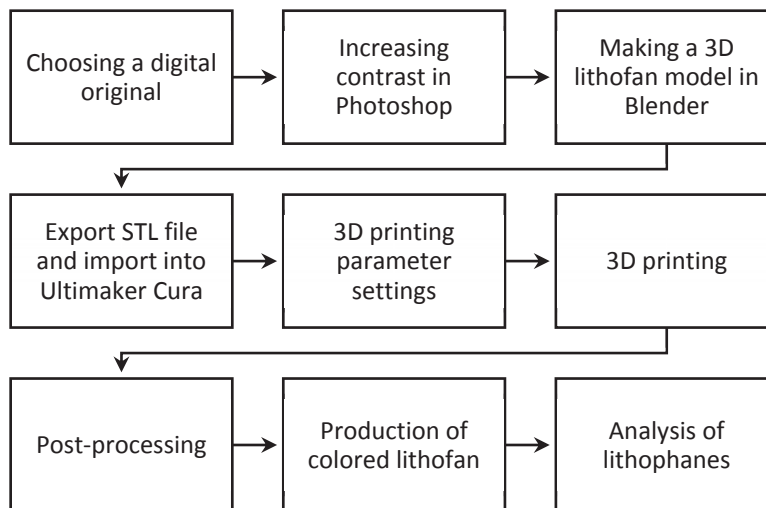 Choosing a digital
original
Increasing
contrast in
Photoshop
Making a 3D
lithofan model in
Blender
Export STL file
and import into
Ultimaker Cura
3D printing
parameter
settings
3D printing
Post-processing
Production of
colored lithofan
Analysis of
lithophanes